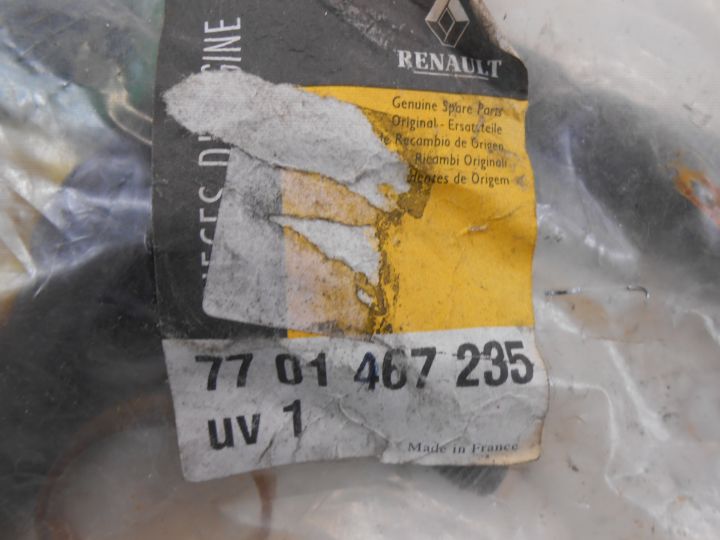 RENAULT
Genuine Spare Parts
Original - Ersatzteile
de Recambio de Origen
Ricambi Originali
de Origem
77 01 467 235
UV 1
Made in France